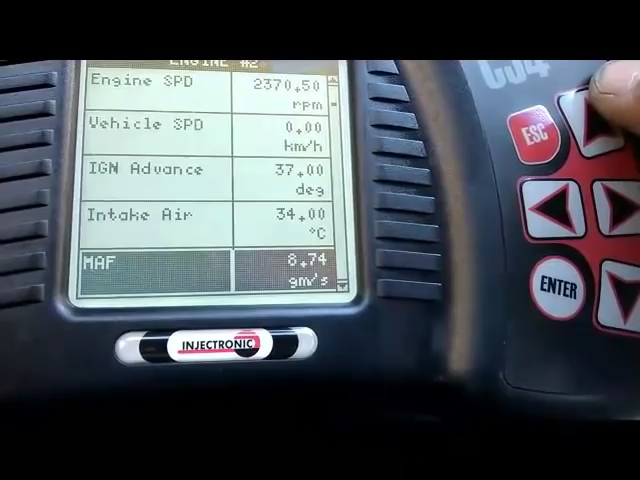 ENGINE #2
Engine SPD 2370.50
rpm
Vehicle SPD 0.00
km/h
IGN Advance 37.00
deg
Intake Air 34.00
°C
MAF 8.74
gm/s
INJECTRONIC
CJ4
ESC
ENTER